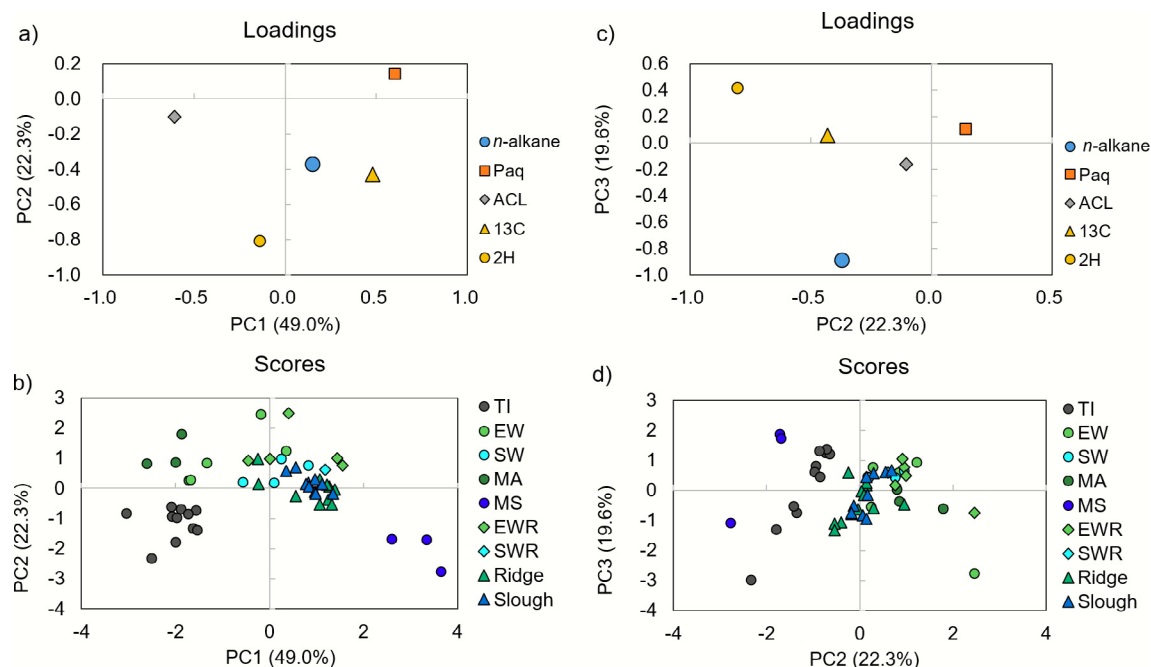 a)
Loadings
0.2
0.0
-0.2
-0.4
-0.6
-0.8
-1.0
PC2 (22.3%)
-1.0
-0.5
0.0
0.5
1.0
PC1 (49.0%)
n-alkane
Paq
ACL
13C
2H
c)
Loadings
0.6
0.4
0.2
0.0
-0.2
-0.4
-0.6
-0.8
-1.0
PC3 (19.6%)
-1.0
-0.5
0.0
0.5
PC2 (22.3%)
n-alkane
Paq
ACL
13C
2H
b)
Scores
3
2
1
0
-1
-2
-3
-4
PC2 (22.3%)
-4
-2
0
2
4
PC1 (49.0%)
TI
EW
SW
MA
MS
EWR
SWR
Ridge
Slough
d)
Scores
3
2
1
0
-1
-2
-3
-4
PC3 (19.6%)
-4
-2
0
2
4
PC2 (22.3%)
TI
EW
SW
MA
MS
EWR
SWR
Ridge
Slough